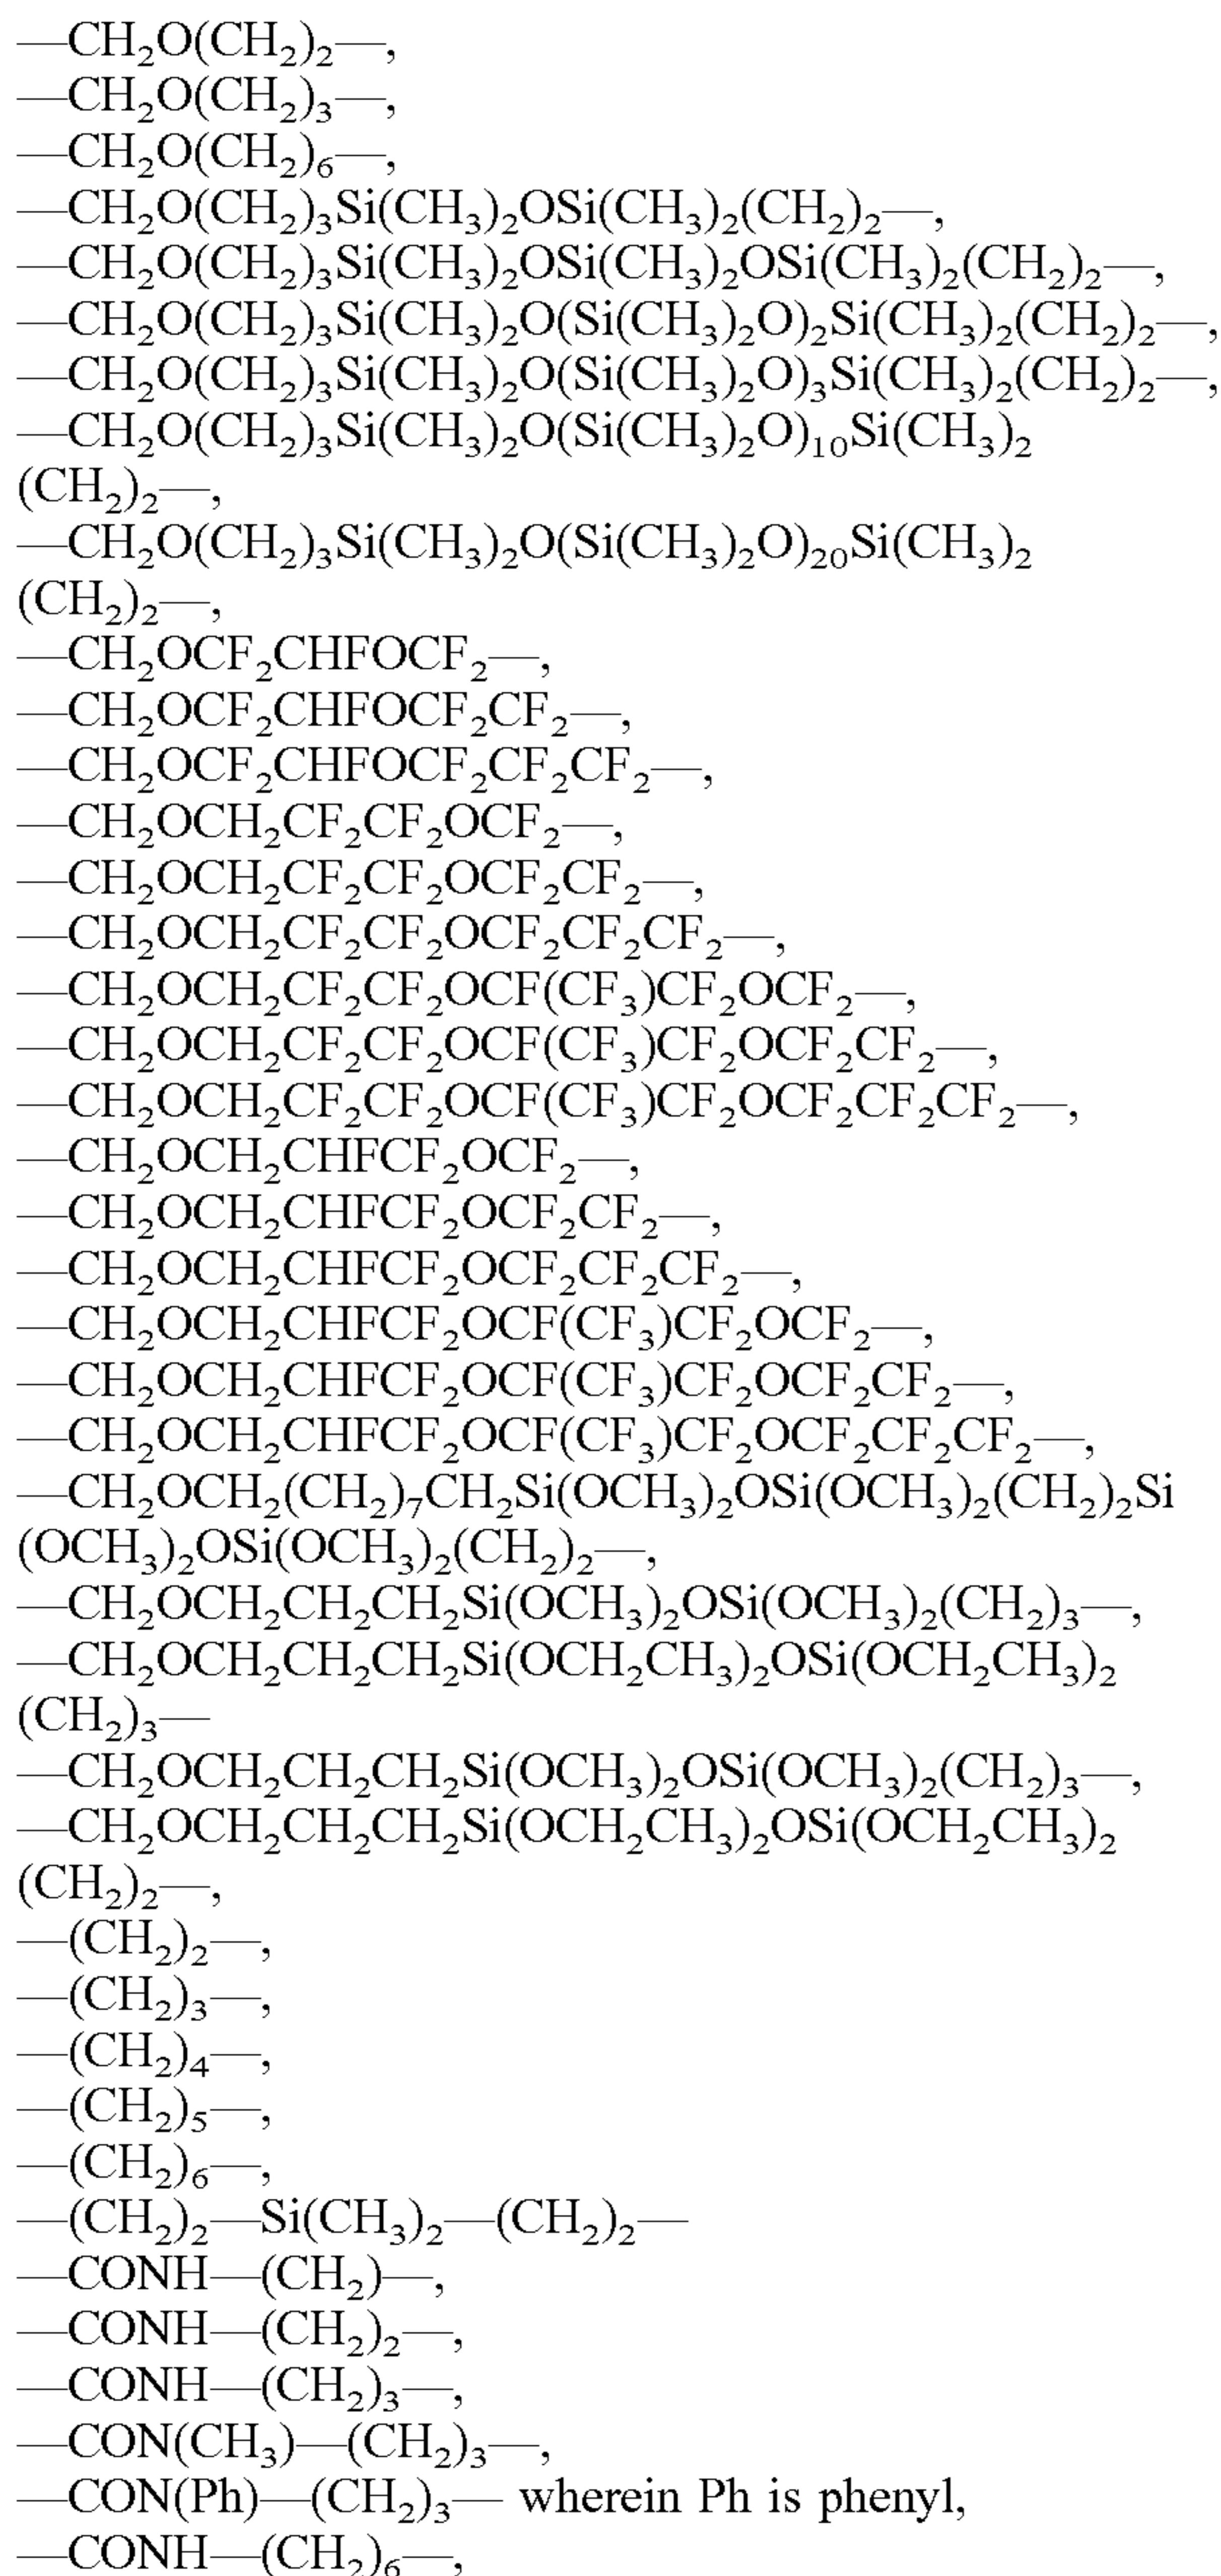 —CH₂O(CH₂)₂—,
—CH₂O(CH₂)₃—,
—CH₂O(CH₂)₆—,
—CH₂O(CH₂)₃Si(CH₃)₂OSi(CH₃)₂(CH₂)₂—,
—CH₂O(CH₂)₃Si(CH₃)₂OSi(CH₃)₂OSi(CH₃)₂(CH₂)₂—,
—CH₂O(CH₂)₃Si(CH₃)₂O(Si(CH₃)₂O)₂Si(CH₃)₂(CH₂)₂—,
—CH₂O(CH₂)₃Si(CH₃)₂O(Si(CH₃)₂O)₃Si(CH₃)₂(CH₂)₂—,
—CH₂O(CH₂)₃Si(CH₃)₂O(Si(CH₃)₂O)₁₀Si(CH₃)₂
(CH₂)₂—,
—CH₂O(CH₂)₃Si(CH₃)₂O(Si(CH₃)₂O)₂₀Si(CH₃)₂
(CH₂)₂—,
—CH₂OCF₂CHFOCF₂—,
—CH₂OCF₂CHFOCF₂CF₂—,
—CH₂OCF₂CHFOCF₂CF₂CF₂—,
—CH₂OCH₂CF₂CF₂OCF₂—,
—CH₂OCH₂CF₂CF₂OCF₂CF₂—,
—CH₂OCH₂CF₂CF₂OCF₂CF₂CF₂—,
—CH₂OCH₂CF₂CF₂OCF(CF₃)CF₂OCF₂—,
—CH₂OCH₂CF₂CF₂OCF(CF₃)CF₂OCF₂CF₂—,
—CH₂OCH₂CF₂CF₂OCF(CF₃)CF₂OCF₂CF₂CF₂—,
—CH₂OCH₂CHFCF₂OCF₂—,
—CH₂OCH₂CHFCF₂OCF₂CF₂—,
—CH₂OCH₂CHFCF₂OCF₂CF₂CF₂—,
—CH₂OCH₂CHFCF₂OCF(CF₃)CF₂OCF₂—,
—CH₂OCH₂CHFCF₂OCF(CF₃)CF₂OCF₂CF₂—,
—CH₂OCH₂CHFCF₂OCF(CF₃)CF₂OCF₂CF₂CF₂—,
—CH₂OCH₂(CH₂)₇CH₂Si(OCH₃)₂OSi(OCH₃)₂(CH₂)₂Si
(OCH₃)₂OSi(OCH₃)₂(CH₂)₂—,
—CH₂OCH₂CH₂CH₂Si(OCH₃)₂OSi(OCH₃)₂(CH₂)₃—,
—CH₂OCH₂CH₂CH₂Si(OCH₂CH₃)₂OSi(OCH₂CH₃)₂
(CH₂)₃—
—CH₂OCH₂CH₂CH₂Si(OCH₃)₂OSi(OCH₃)₂(CH₂)₃—,
—CH₂OCH₂CH₂CH₂Si(OCH₂CH₃)₂OSi(OCH₂CH₃)₂
(CH₂)₂—,
—(CH₂)₂—,
—(CH₂)₃—,
—(CH₂)₄—,
—(CH₂)₅—,
—(CH₂)₆—,
—(CH₂)₂—Si(CH₃)₂—(CH₂)₂—
—CONH—(CH₂)—,
—CONH—(CH₂)₂—,
—CONH—(CH₂)₃—,
—CON(CH₃)—(CH₂)₃—,
—CON(Ph)—(CH₂)₃— wherein Ph is phenyl,
—CONH—(CH₂)₆—,